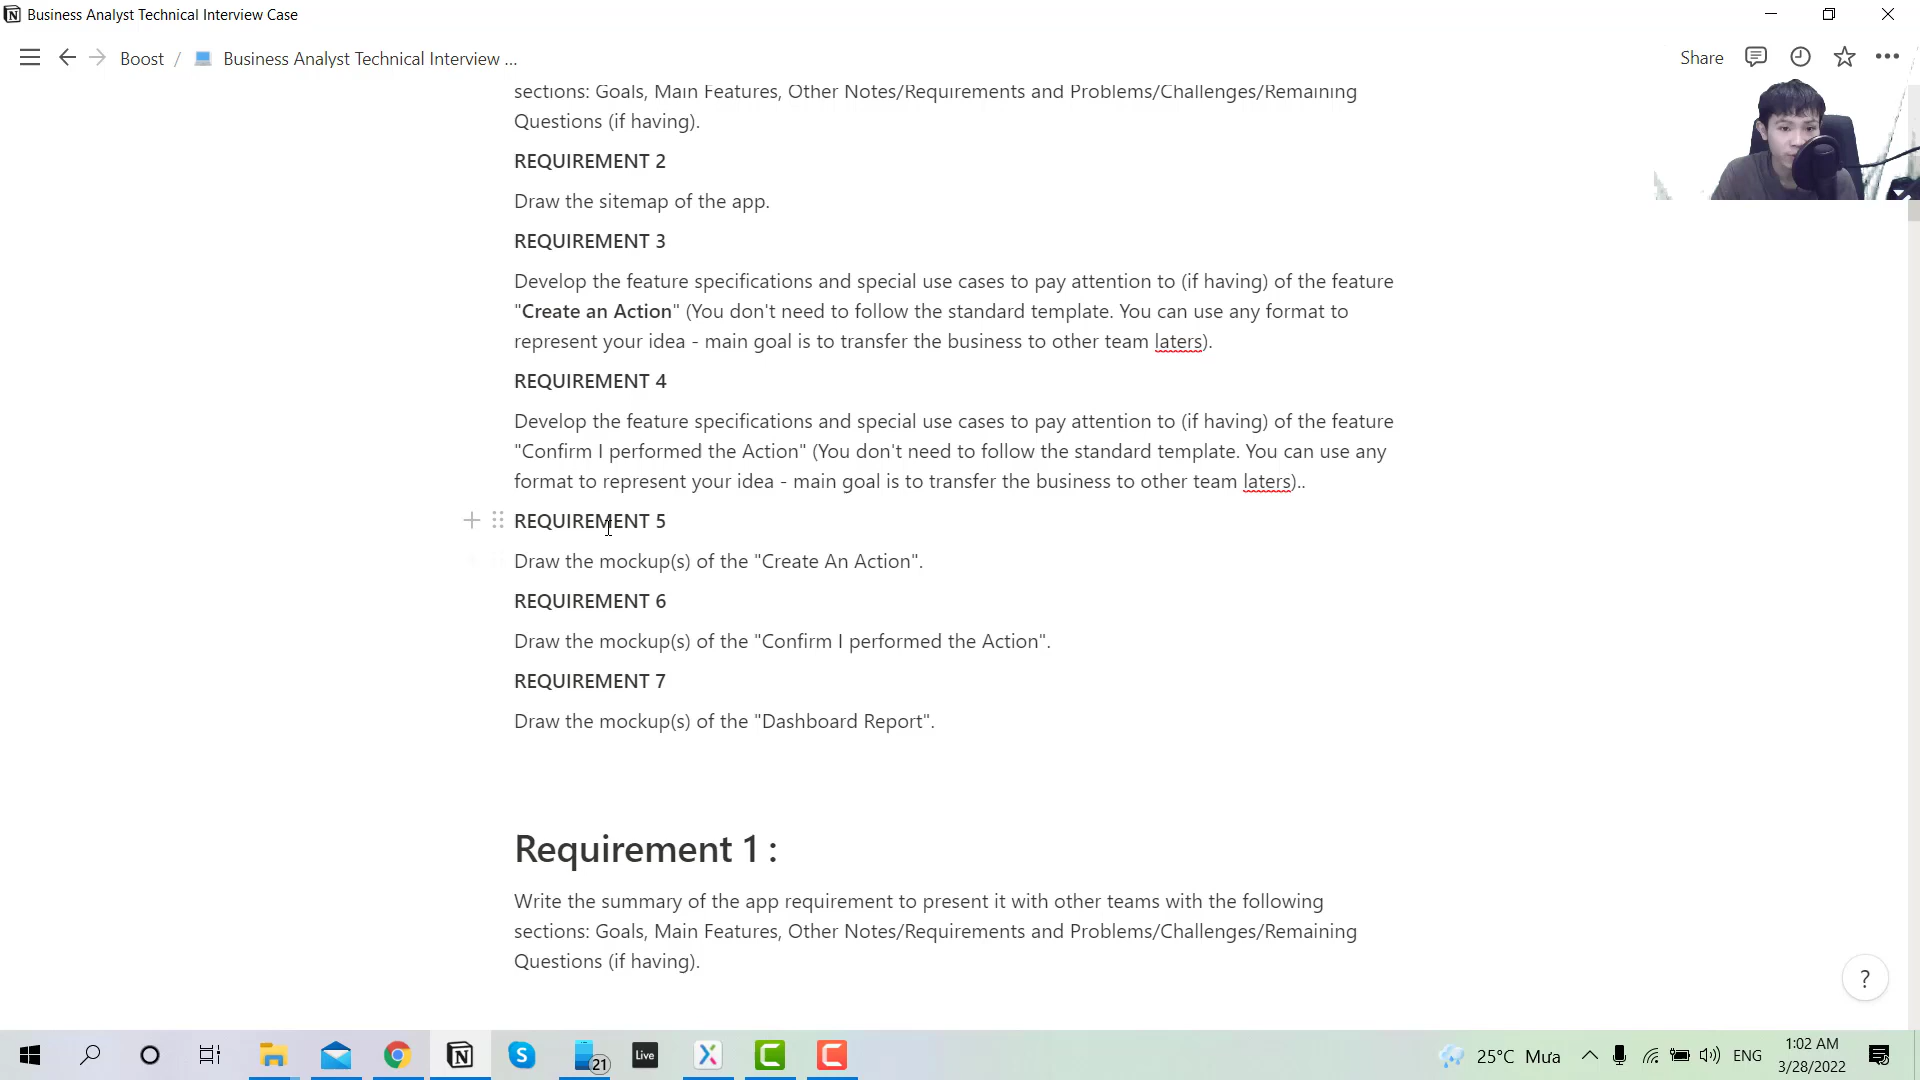 Business Analyst Technical Interview Case
Boost / Business Analyst Technical Interview ...
Share
sections: Goals, Main Features, Other Notes/Requirements and Problems/Challenges/Remaining
Questions (if having).
REQUIREMENT 2
Draw the sitemap of the app.
REQUIREMENT 3
Develop the feature specifications and special use cases to pay attention to (if having) of the feature
"Create an Action" (You don't need to follow the standard template. You can use any format to
represent your idea - main goal is to transfer the business to other team laters).
REQUIREMENT 4
Develop the feature specifications and special use cases to pay attention to (if having) of the feature
"Confirm I performed the Action" (You don't need to follow the standard template. You can use any
format to represent your idea - main goal is to transfer the business to other team laters)..
REQUIREMENT 5
Draw the mockup(s) of the "Create An Action".
REQUIREMENT 6
Draw the mockup(s) of the "Confirm I performed the Action".
REQUIREMENT 7
Draw the mockup(s) of the "Dashboard Report".
Requirement 1 :
Write the summary of the app requirement to present it with other teams with the following
sections: Goals, Main Features, Other Notes/Requirements and Problems/Challenges/Remaining
Questions (if having).
?
21
Live
25°C Mưa
ENG
1:02 AM
3/28/2022